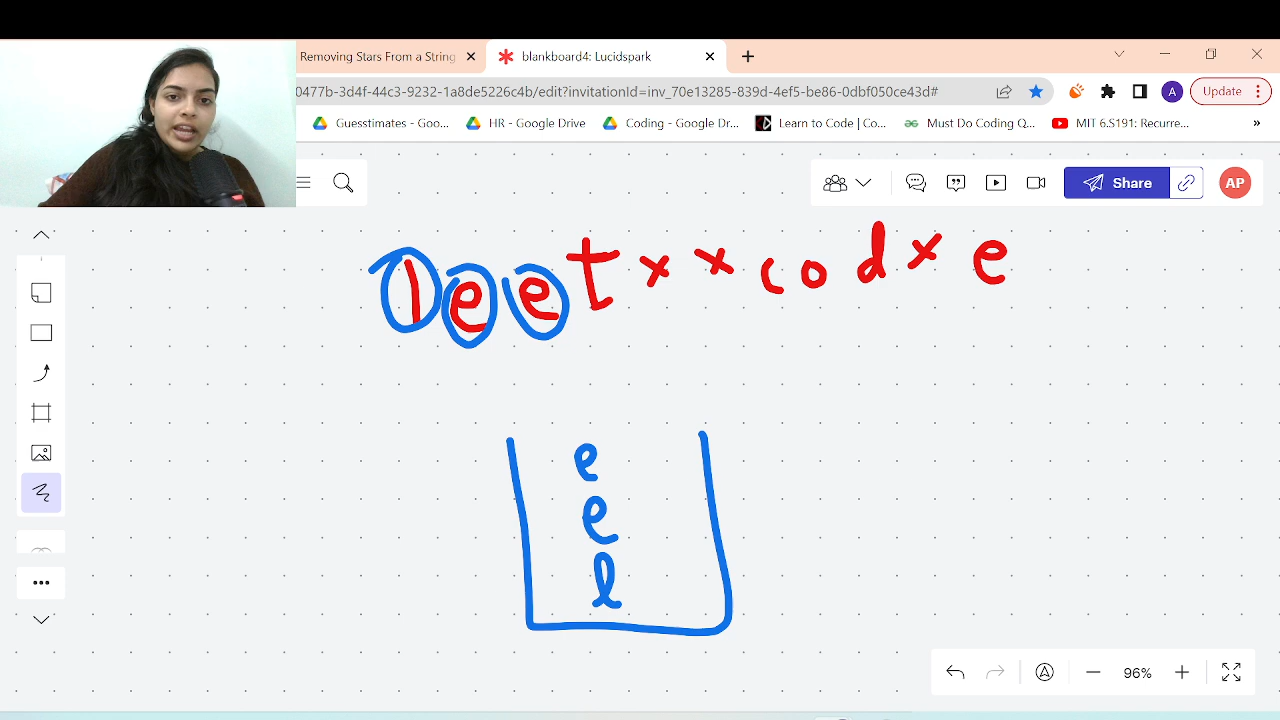 Removing Stars From a String
blankboard4: Lucidspark
0477b-3d4f-44c3-9232-1a8de5226c4b/edit?invitationId=inv_70e13285-839d-4ef5-be86-0dbf050ce43d#
A
Update
Guesstimates - Goo...
HR - Google Drive
Coding - Google Dr...
Learn to Code | C
Must Do Coding Q...
MIT 6.S191: Recurre...
»
Share
AP
leet**cod*e
e
e
l
96%